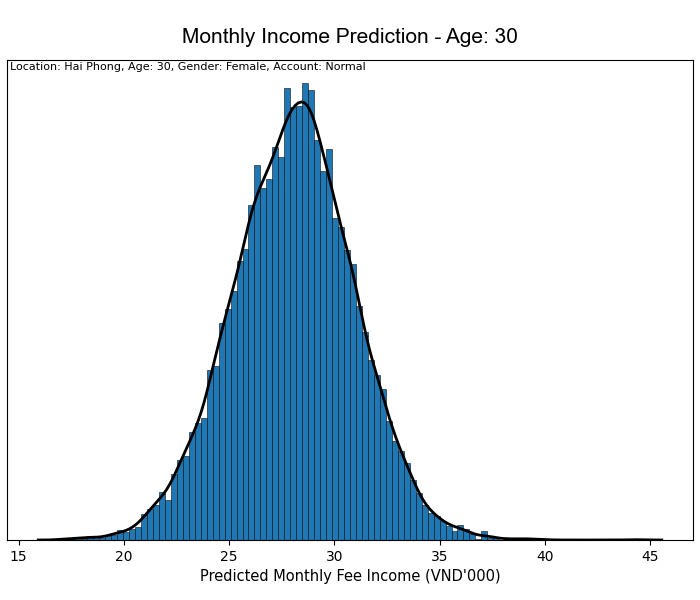 Monthly Income Prediction - Age: 30
Location: Hai Phong, Age: 30, Gender: Female, Account: Normal
15 20 25 30 35 40 45
Predicted Monthly Fee Income (VND'000)